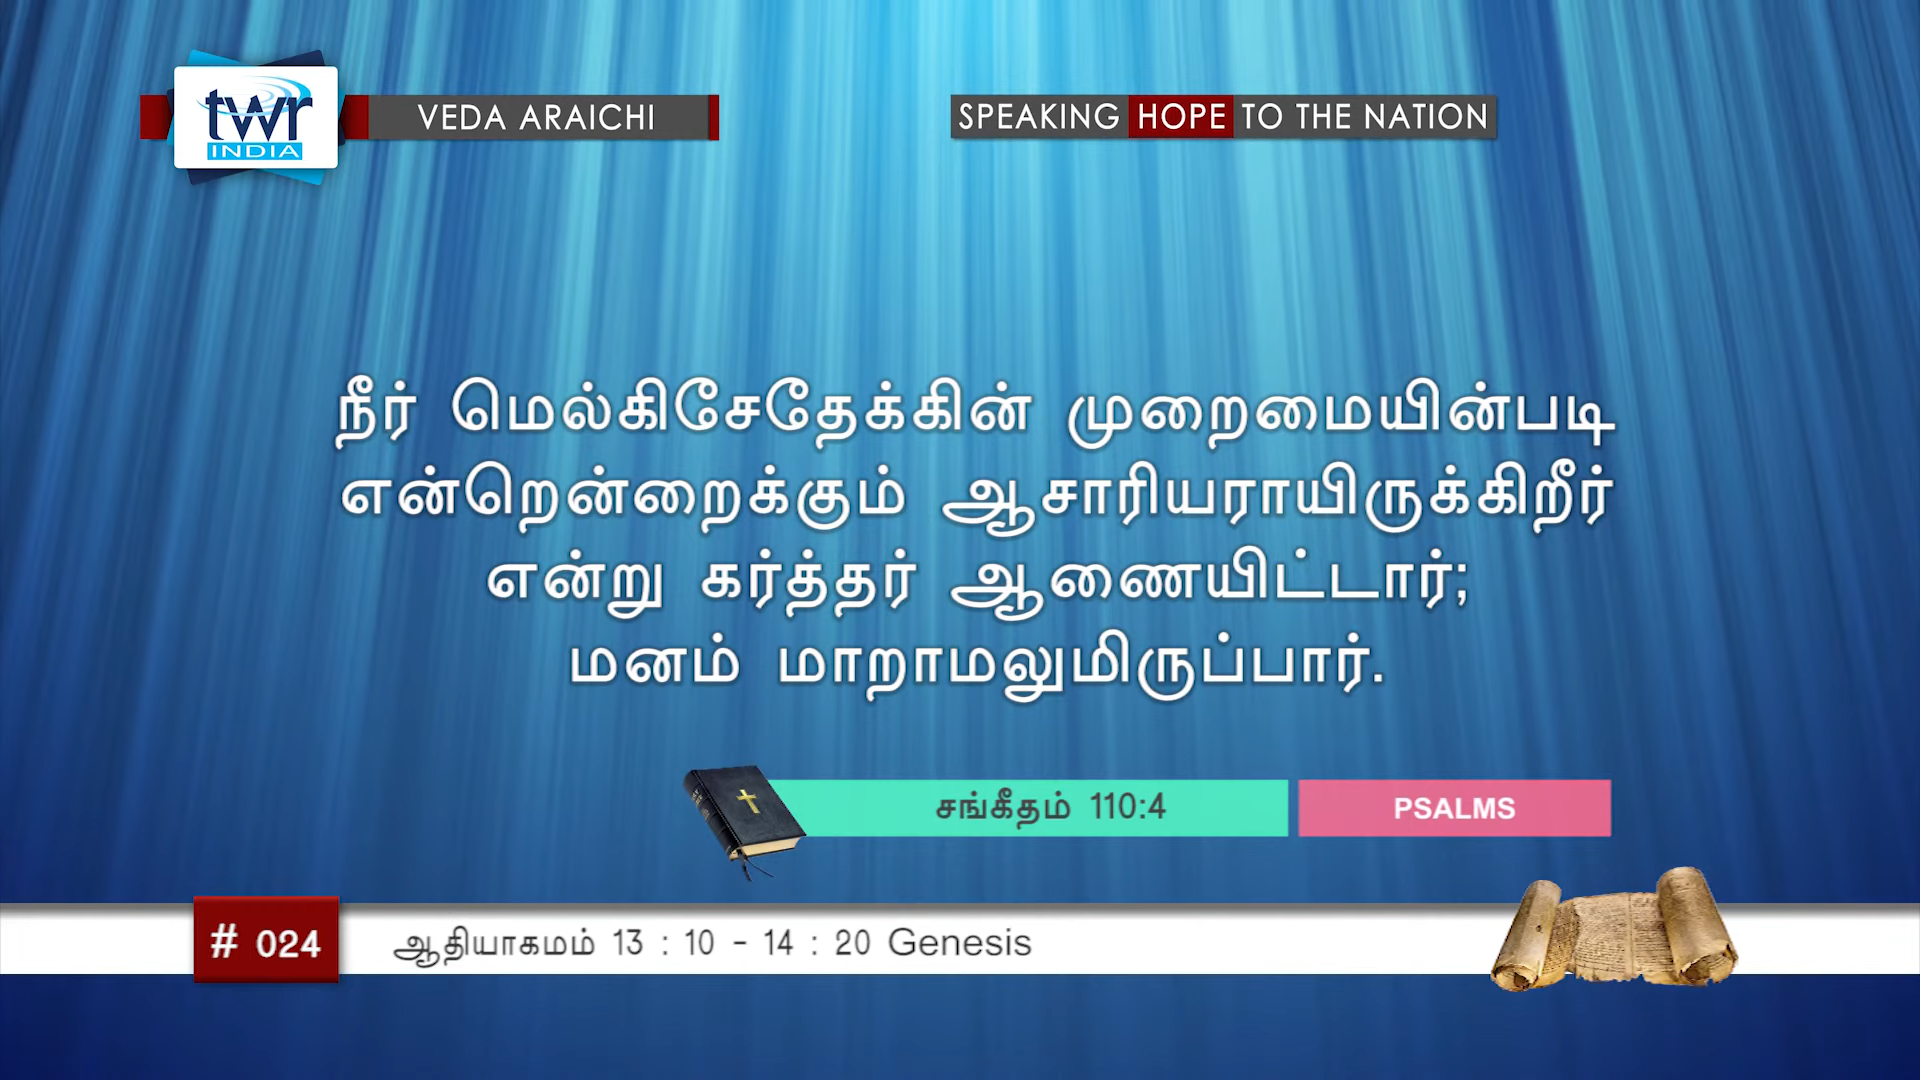 twr
INDIA
VEDA ARAICHI
SPEAKING HOPE TO THE NATION
நீர் மெல்கிசேதேக்கின் முறைமையின்படி
என்றென்றைக்கும் ஆசாரியராயிருக்கிறீர்
என்று கர்த்தர் ஆணையிட்டார்;
மனம் மாறாமலுமிருப்பார்.
சங்கீதம் 110:4
PSALMS
# 024
ஆதியாகமம் 13 : 10 - 14 : 20 Genesis